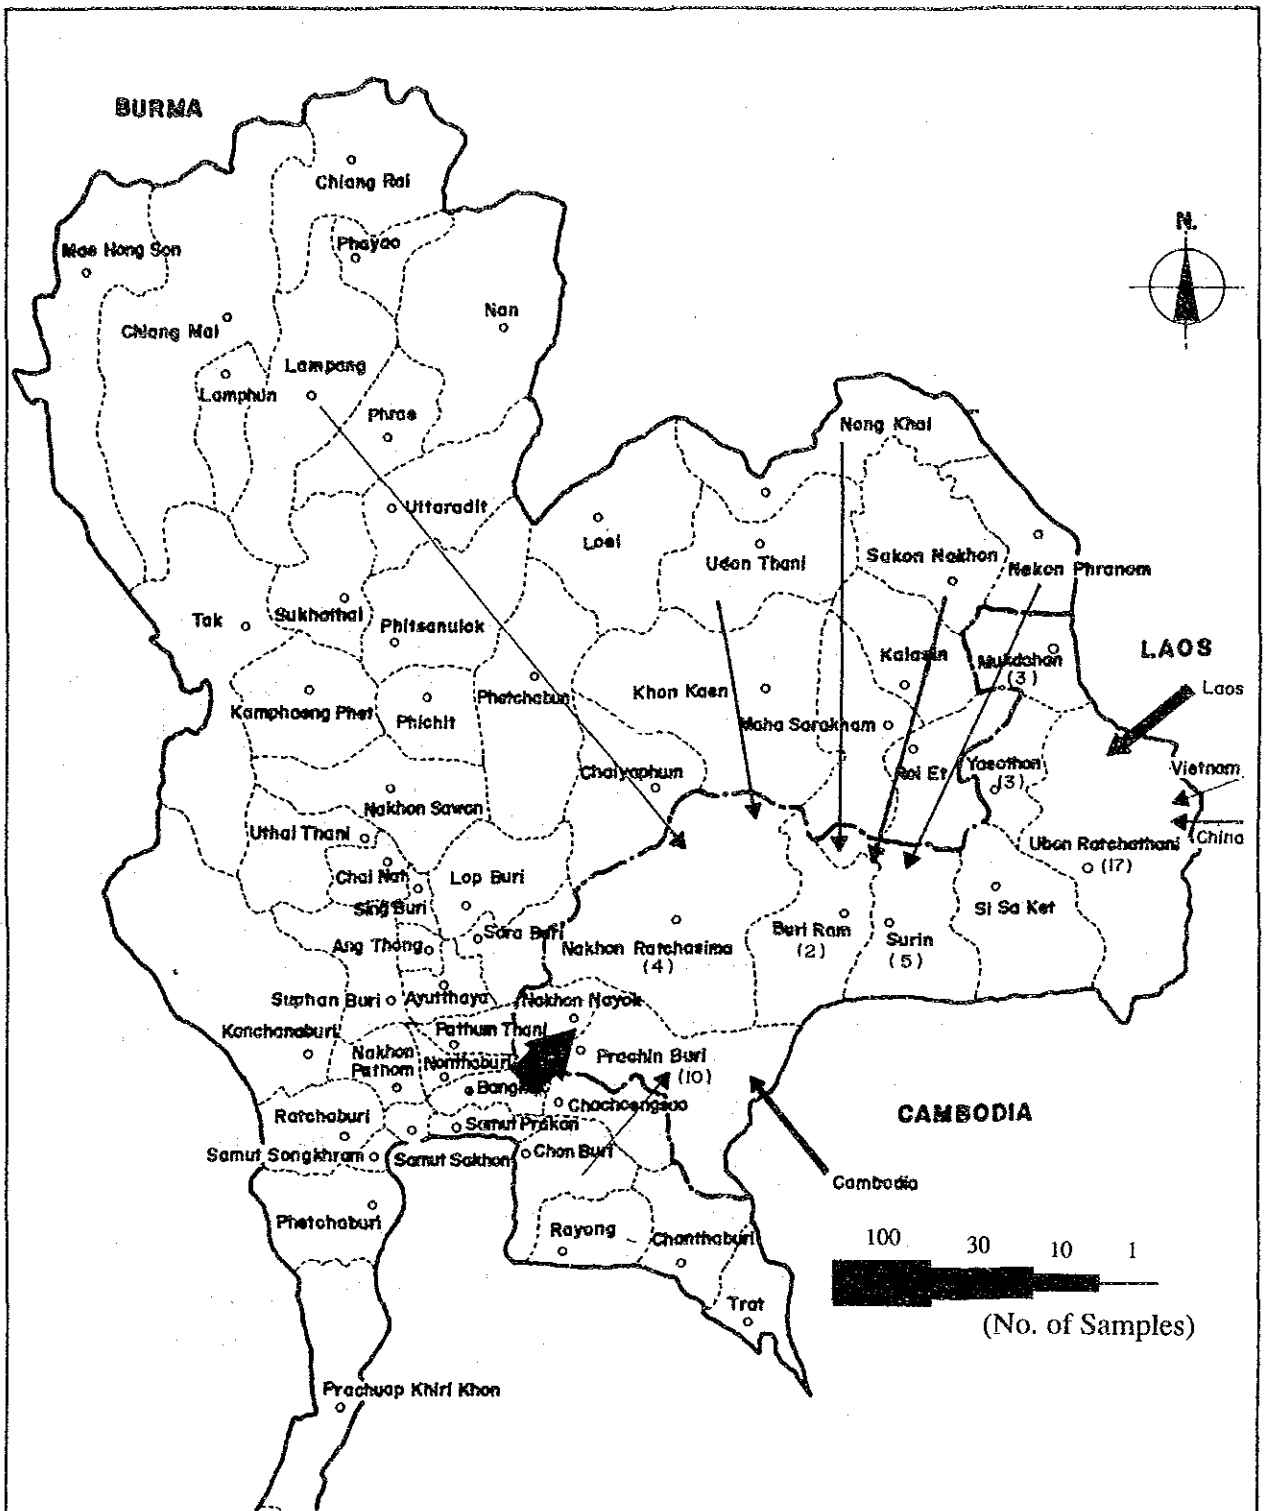 BURMA
Chiang Rai
N.
Mae Hong Son
Phayao
Nan
Chiang Mai
Lampang
Lamphun
Phrae
Nong Khai
Uttaradit
Loei
Udon Thani
Sakon Nakhon
Nakon Phranom
Tak
Sukhothai
Phitsanulok
Kalasin
Mukdahan
(3)
LAOS
Laos
Kamphaeng Phet
Phichit
Phetchabun
Khon Kaen
Maha Sarakham
Chaiyaphum
Roi Et
Yasothon
(3)
Vietnam
Nakhon Sawan
Uthai Thani
Ubon Ratchathani
(17)
China
Chai Nat
Lop Buri
Sing Buri
Si Sa Ket
Ang Thong
Sara Buri
Nakhon Ratchasima
(4)
Buri Ram
(2)
Surin
(5)
Suphan Buri
Ayutthaya
Nakhon Nayok
Kanchanaburi
Pathum Thani
Nakhon
Pathom
Nonthaburi
Prachin Buri
(10)
Ratchaburi
Chachoengsao
CAMBODIA
Samut Prakan
Samut Songkhram
Samut Sakhon
Chon Buri
Cambodia
Phetchaburi
Rayong
Chanthaburi
100 30 10 1
Trat
(No. of Samples)
Prachuap Khiri Khon